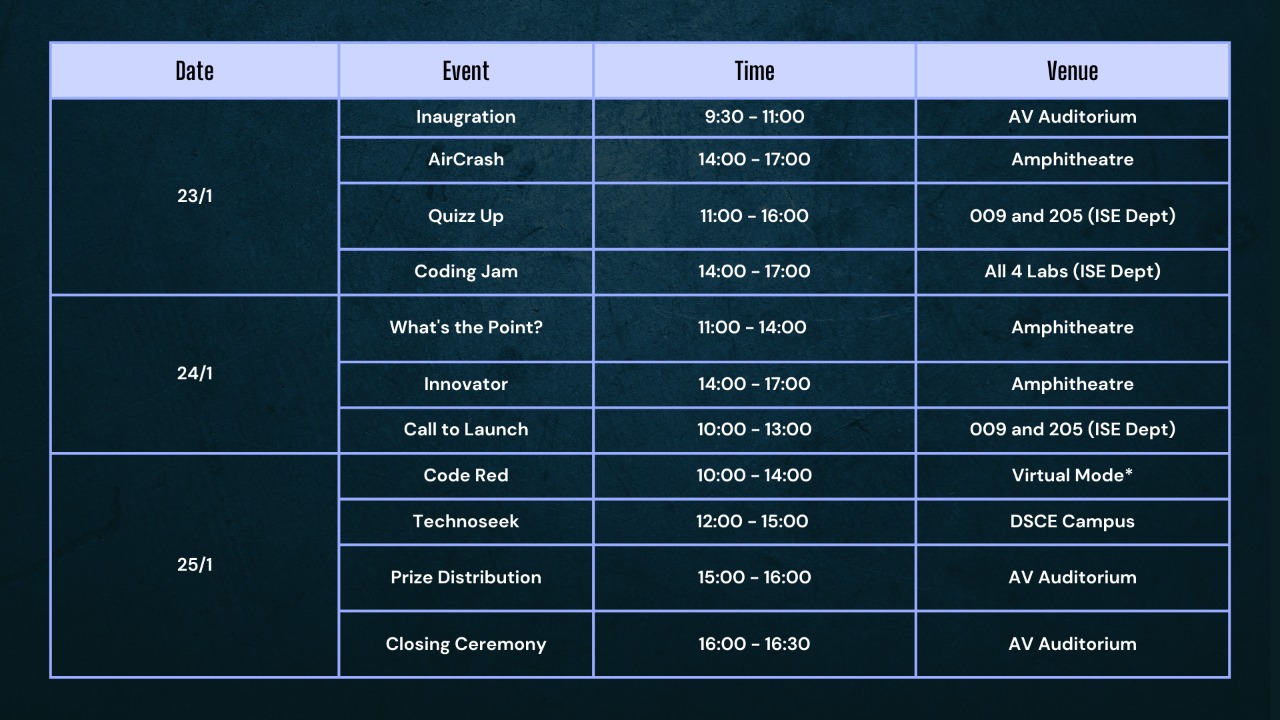 Date Event Time Venue
23/1
Inaugration 9:30 - 11:00 AV Auditorium
AirCrash 14:00 - 17:00 Amphitheatre
Quizz Up 11:00 - 16:00 009 and 205 (ISE Dept)
Coding Jam 14:00 - 17:00 All 4 Labs (ISE Dept)
24/1
What's the Point? 11:00 - 14:00 Amphitheatre
Innovator 14:00 - 17:00 Amphitheatre
Call to Launch 10:00 - 13:00 009 and 205 (ISE Dept)
25/1
Code Red 10:00 - 14:00 Virtual Mode*
Technoseek 12:00 - 15:00 DSCE Campus
Prize Distribution 15:00 - 16:00 AV Auditorium
Closing Ceremony 16:00 - 16:30 AV Auditorium